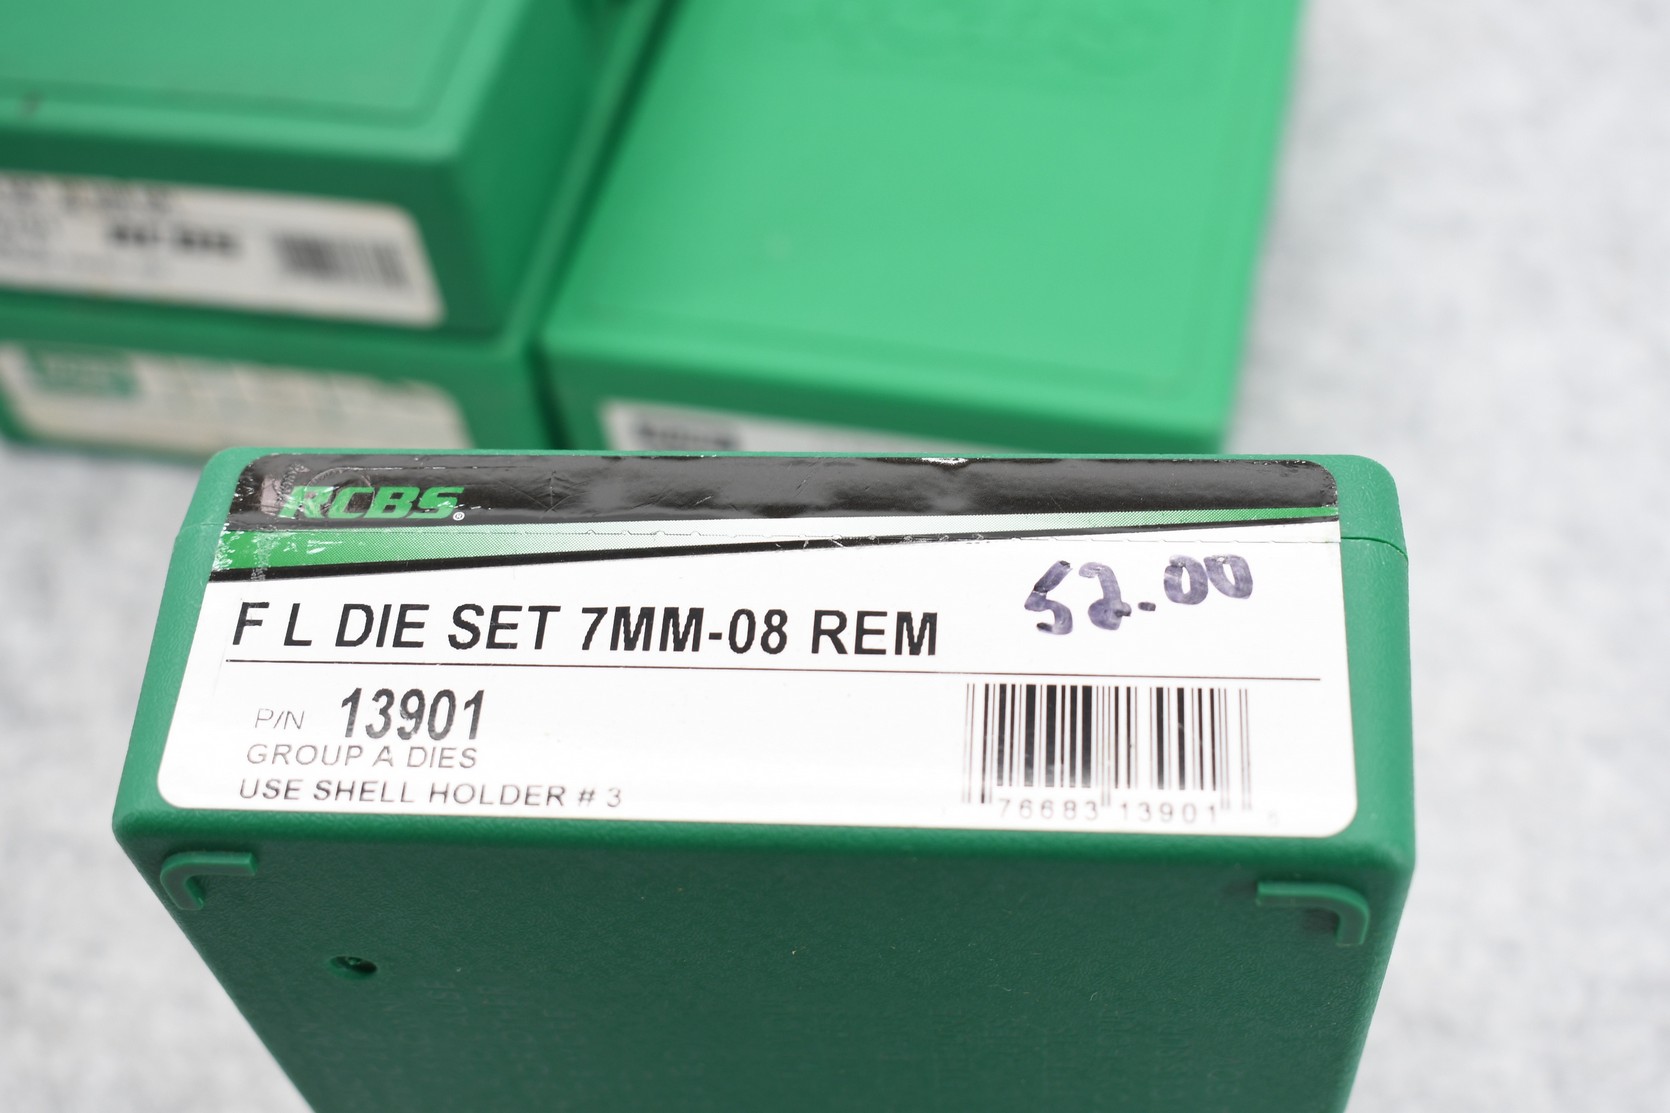 RCBS®
F L DIE SET 7MM-08 REM
52.00
P/N 13901
GROUP A DIES
USE SHELL HOLDER # 3
76683 13901